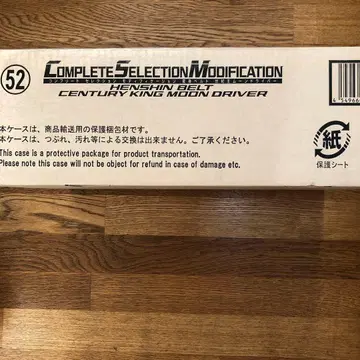 52
COMPLETE SELECTION MODIFICATION
HENSHIN BELT
CENTURY KING MOON DRIVER
本ケースは、商品輸送用の保護梱包材です。
本ケースは、つぶれ、汚れ等による交換は出来ません。ご了承ください。
This case is a protective package for product transportation.
Please note this case will not be object for refund in case of damage etc.
紙
保護シート